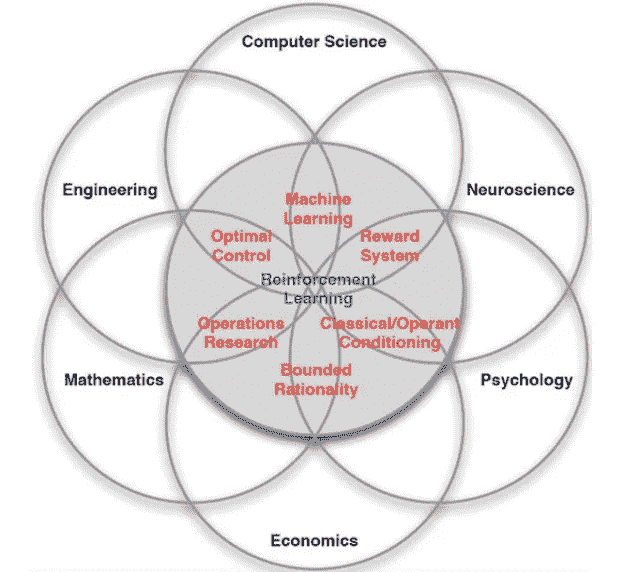 Computer Science
Engineering
Neuroscience
Machine
Learning
Optimal
Control
Reward
System
Reinforcement
Learning
Operations
Research
Classical/Operant
Conditioning
Bounded
Rationality
Mathematics
Psychology
Economics